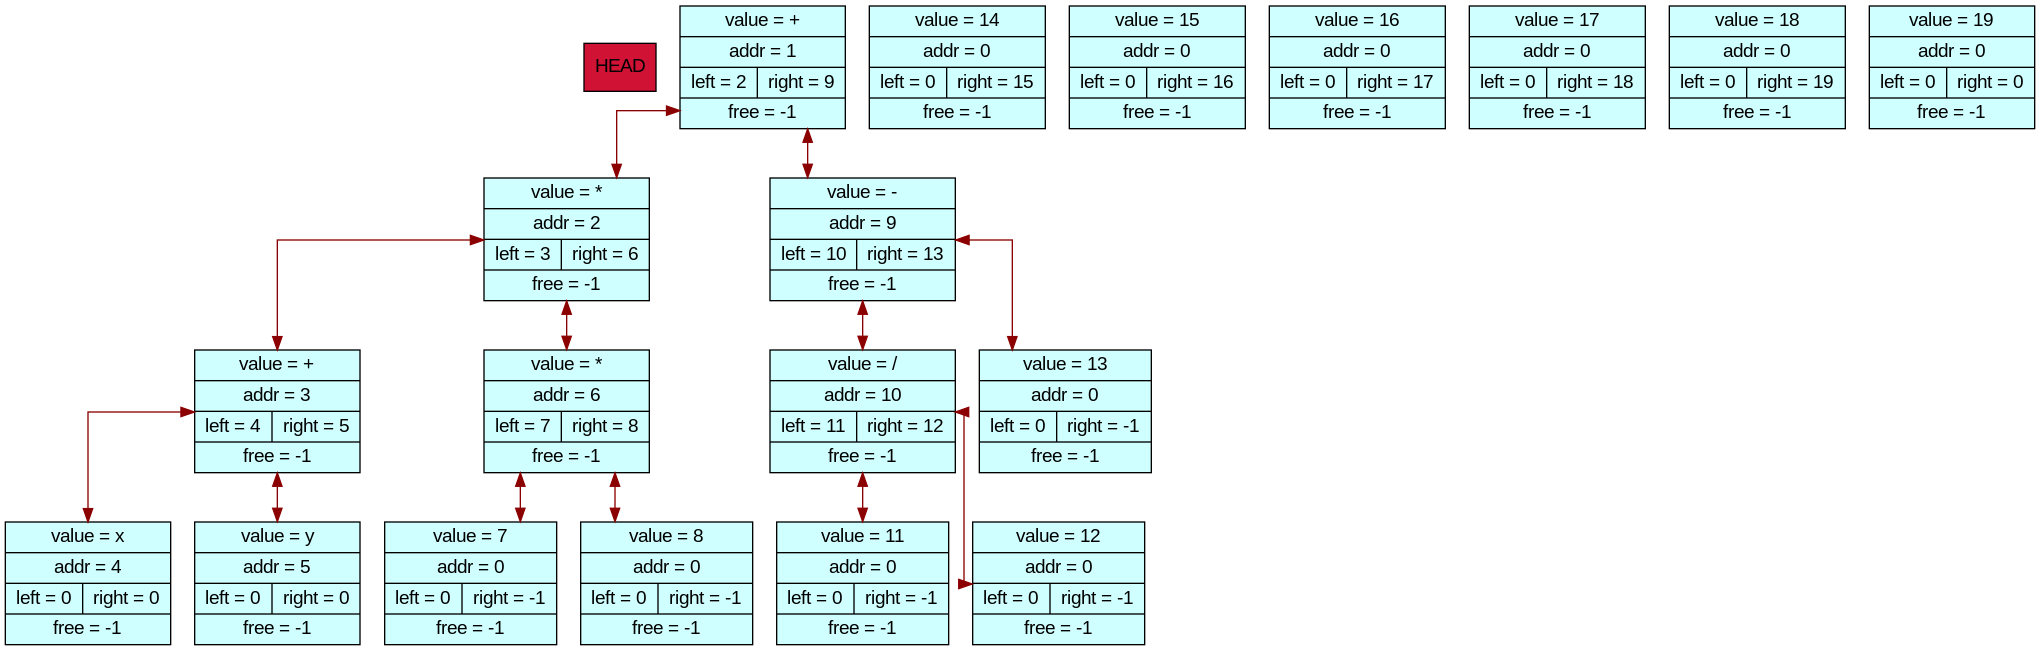 HEAD
value = +
addr = 1
left = 2 right = 9
free = -1
value = 14
addr = 0
left = 0 right = 15
free = -1
value = 15
addr = 0
left = 0 right = 16
free = -1
value = 16
addr = 0
left = 0 right = 17
free = -1
value = 17
addr = 0
left = 0 right = 18
free = -1
value = 18
addr = 0
left = 0 right = 19
free = -1
value = 19
addr = 0
left = 0 right = 0
free = -1
value = *
addr = 2
left = 3 right = 6
free = -1
value = -
addr = 9
left = 10 right = 13
free = -1
value = +
addr = 3
left = 4 right = 5
free = -1
value = *
addr = 6
left = 7 right = 8
free = -1
value = /
addr = 10
left = 11 right = 12
free = -1
value = 13
addr = 0
left = 0 right = -1
free = -1
value = x
addr = 4
left = 0 right = 0
free = -1
value = y
addr = 5
left = 0 right = 0
free = -1
value = 7
addr = 0
left = 0 right = -1
free = -1
value = 8
addr = 0
left = 0 right = -1
free = -1
value = 11
addr = 0
left = 0 right = -1
free = -1
value = 12
addr = 0
left = 0 right = -1
free = -1